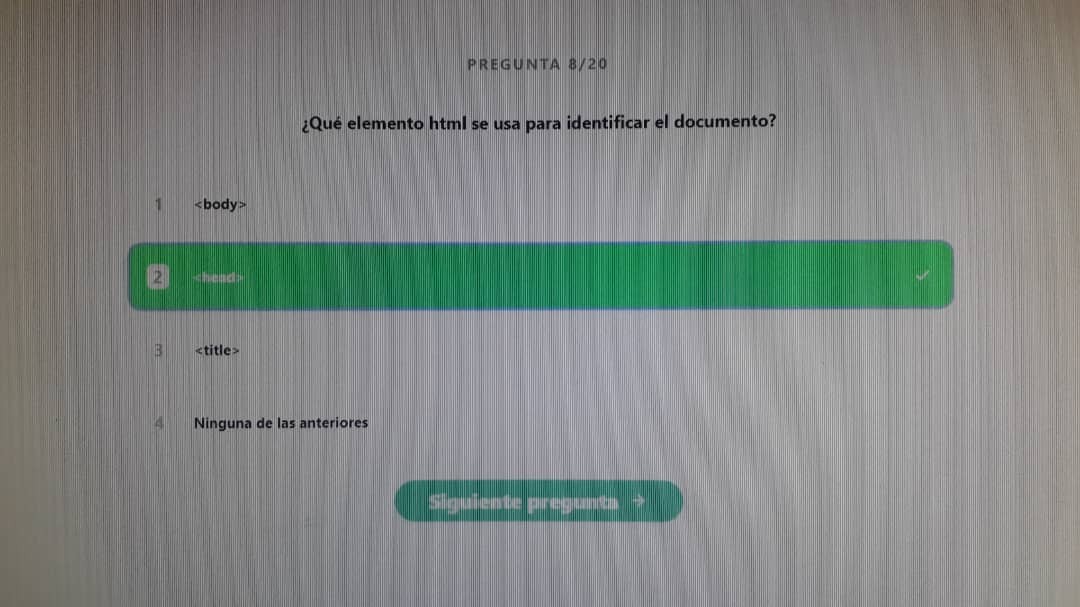 PREGUNTA 8/20
¿Qué elemento html se usa para identificar el documento?
1 <body>
2 <head>
3 <title>
4 Ninguna de las anteriores
Siguiente pregunta →